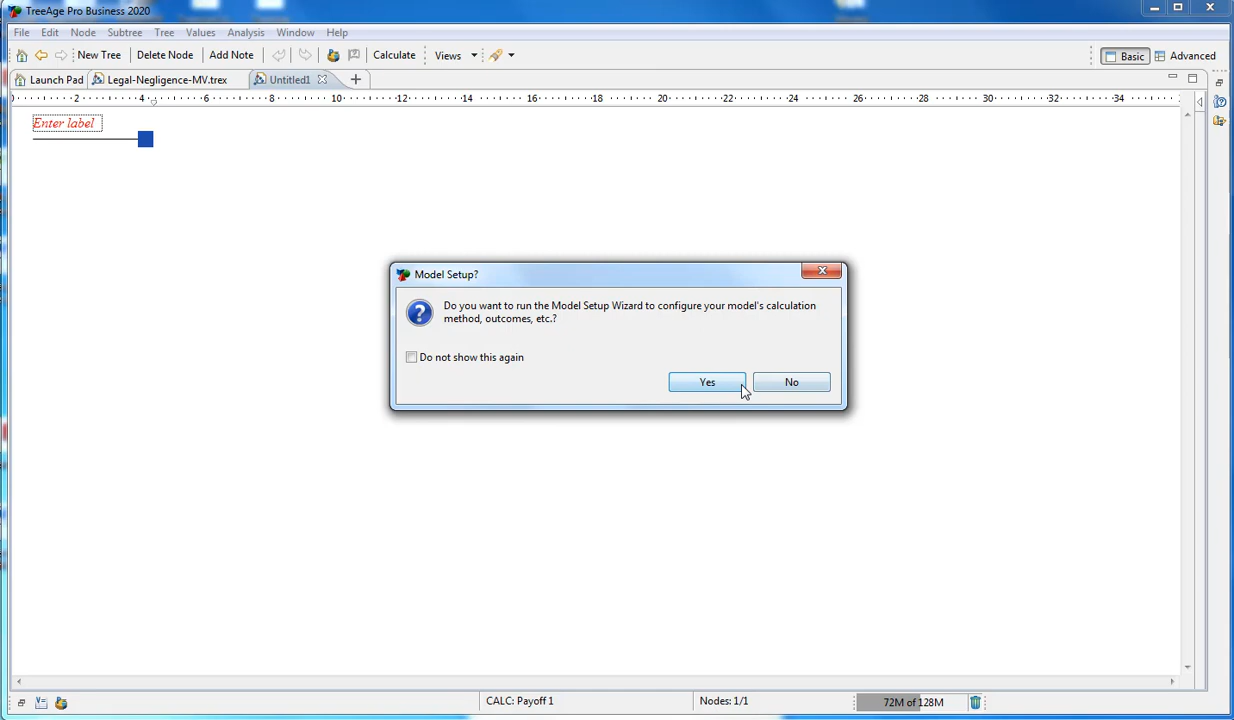 TreeAge Pro Business 2020
File Edit Node Subtree Tree Values Analysis Window Help
New Tree Delete Node Add Note Calculate Views Basic Advanced
Launch Pad Legal-Negligence-MV.trex Untitled1
2 4 6 8 10 12 14 16 18 20 22 24 26 28 30 32 34
Enter label
Model Setup?
Do you want to run the Model Setup Wizard to configure your model's calculation
method, outcomes, etc.?
Do not show this again
Yes No
CALC: Payoff 1 Nodes: 1/1 72M of 128M